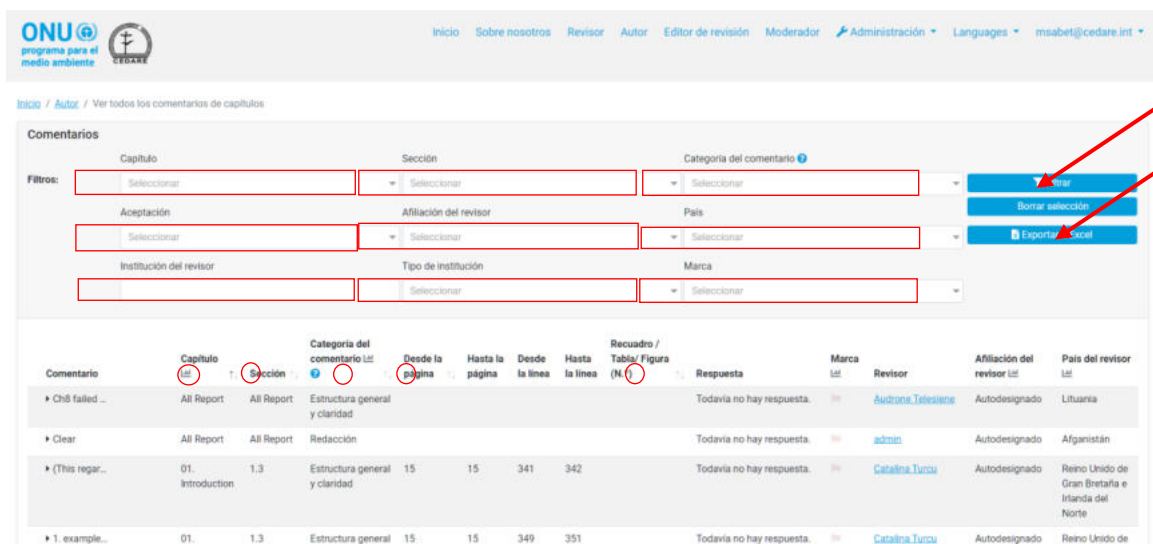 ONU
programa para el
medio ambiente
CEDARE
Inicio Sobre nosotros Revisor Autor Editor de revisión Moderador Administración Languages msabet@cedare.int
Inicio / Autor / Ver todos los comentarios de capítulos
Comentarios
Capítulo Sección Categoría del comentario
Filtros: Seleccionar Seleccionar Seleccionar
Borrar selección
Aceptación Afiliación del revisor País
Seleccionar Seleccionar Seleccionar
Institución del revisor Tipo de institución Marca
Seleccionar Seleccionar
Comentario Capítulo Sección Categoría del comentario Desde la página Hasta la página Desde la línea Hasta la línea Recuadro / Tabla/ Figura Respuesta Marca Revisor Afiliación del revisor País del revisor
Ch8 failed ... All Report All Report Estructura general y claridad Todavía no hay respuesta. Audrone Telesiene Autodesignado Lituania
Clear All Report All Report Redacción Todavía no hay respuesta. admin Autodesignado Afganistán
(This regar... 01. Introduction 1.3 Estructura general y claridad 15 15 341 342 Todavía no hay respuesta. Catalina Turcu Autodesignado Reino Unido de Gran Bretaña e Irlanda del Norte
1. example... 01. 1.3 Estructura general 15 15 349 351 Todavía no hay respuesta. Catalina Turcu Autodesignado Reino Unido de